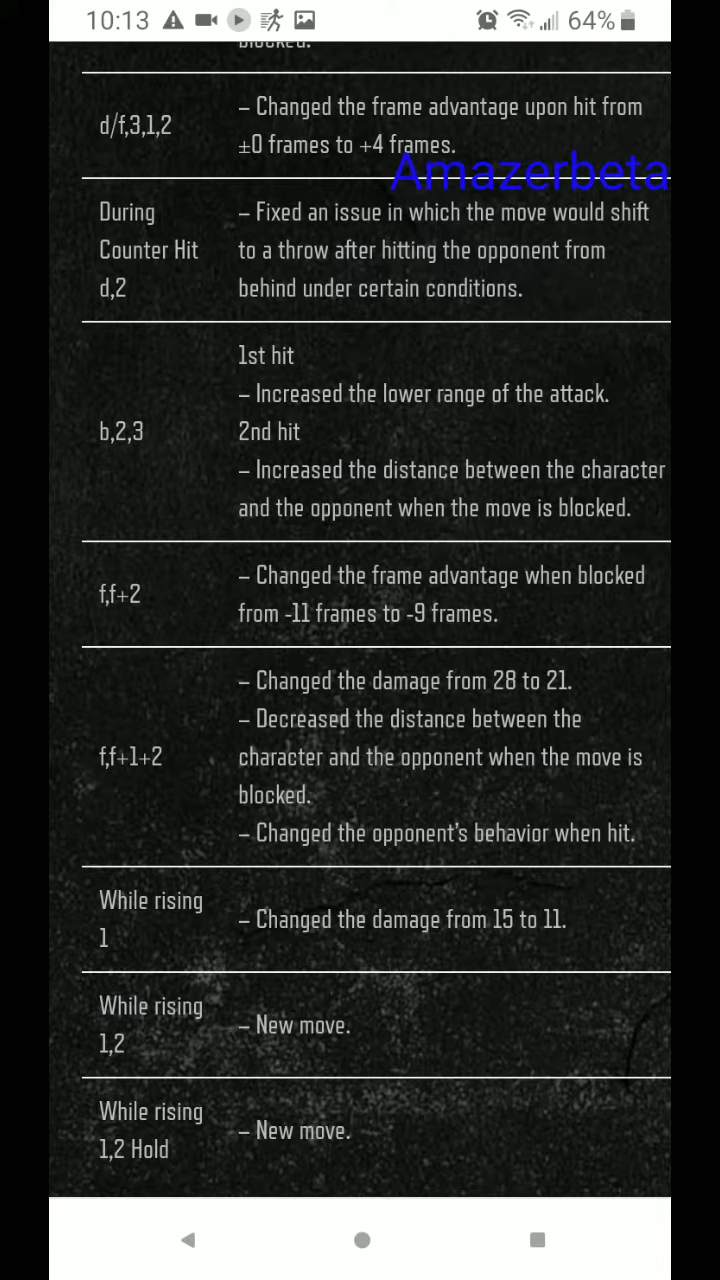 10:13
64%
blocked.
d/f,3,1,2
– Changed the frame advantage upon hit from
±0 frames to +4 frames.
Amazerbeta
During
Counter Hit
d,2
– Fixed an issue in which the move would shift
to a throw after hitting the opponent from
behind under certain conditions.
b,2,3
1st hit
– Increased the lower range of the attack.
2nd hit
– Increased the distance between the character
and the opponent when the move is blocked.
f,f+2
– Changed the frame advantage when blocked
from -11 frames to -9 frames.
f,f+1+2
– Changed the damage from 28 to 21.
– Decreased the distance between the
character and the opponent when the move is
blocked.
– Changed the opponent's behavior when hit.
While rising
1
– Changed the damage from 15 to 11.
While rising
1,2
– New move.
While rising
1,2 Hold
– New move.